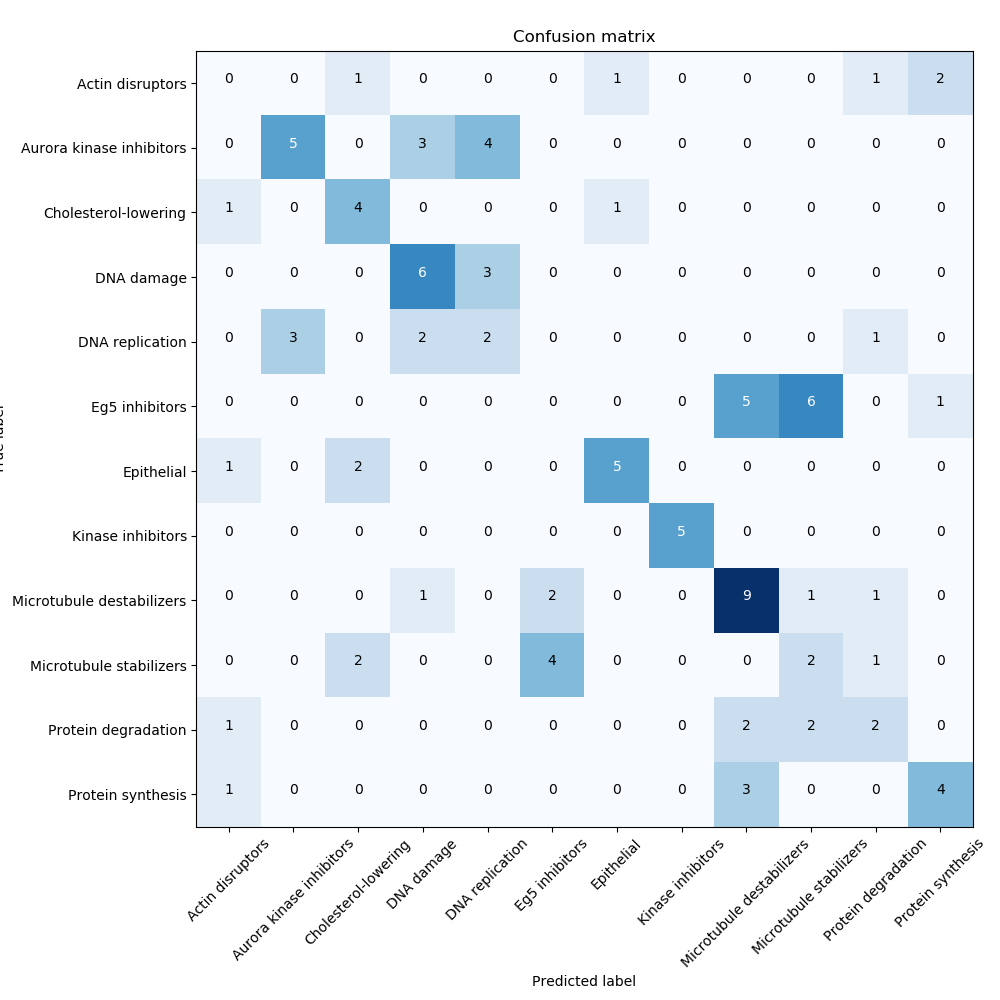 Confusion matrix
Actin disruptors 0 0 1 0 0 0 1 0 0 0 1 2
Aurora kinase inhibitors 0 5 0 3 4 0 0 0 0 0 0 0
Cholesterol-lowering 1 0 4 0 0 0 1 0 0 0 0 0
DNA damage 0 0 0 6 3 0 0 0 0 0 0 0
DNA replication 0 3 0 2 2 0 0 0 0 0 1 0
Eg5 inhibitors 0 0 0 0 0 0 0 0 5 6 0 1
Epithelial 1 0 2 0 0 0 5 0 0 0 0 0
Kinase inhibitors 0 0 0 0 0 0 0 5 0 0 0 0
Microtubule destabilizers 0 0 0 1 0 2 0 0 9 1 1 0
Microtubule stabilizers 0 0 2 0 0 4 0 0 0 2 1 0
Protein degradation 1 0 0 0 0 0 0 0 2 2 2 0
Protein synthesis 1 0 0 0 0 0 0 0 3 0 0 4
Actin disruptors
Aurora kinase inhibitors
Cholesterol-lowering
DNA damage
DNA replication
Eg5 inhibitors
Epithelial
Kinase inhibitors
Microtubule destabilizers
Microtubule stabilizers
Protein degradation
Protein synthesis
Predicted label